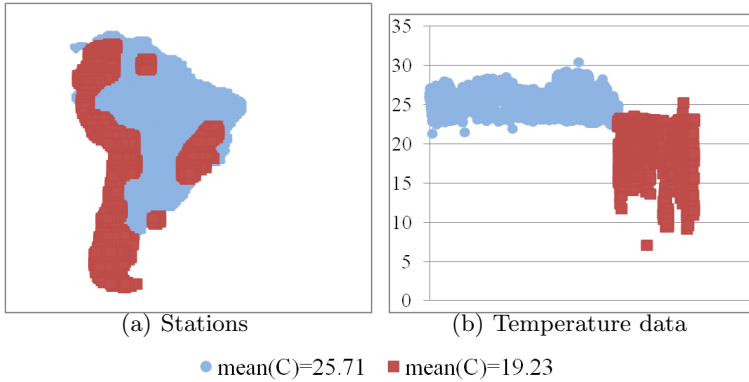 35
30
25
20
15
10
5
0
(a) Stations
(b) Temperature data
mean(C)=25.71
mean(C)=19.23